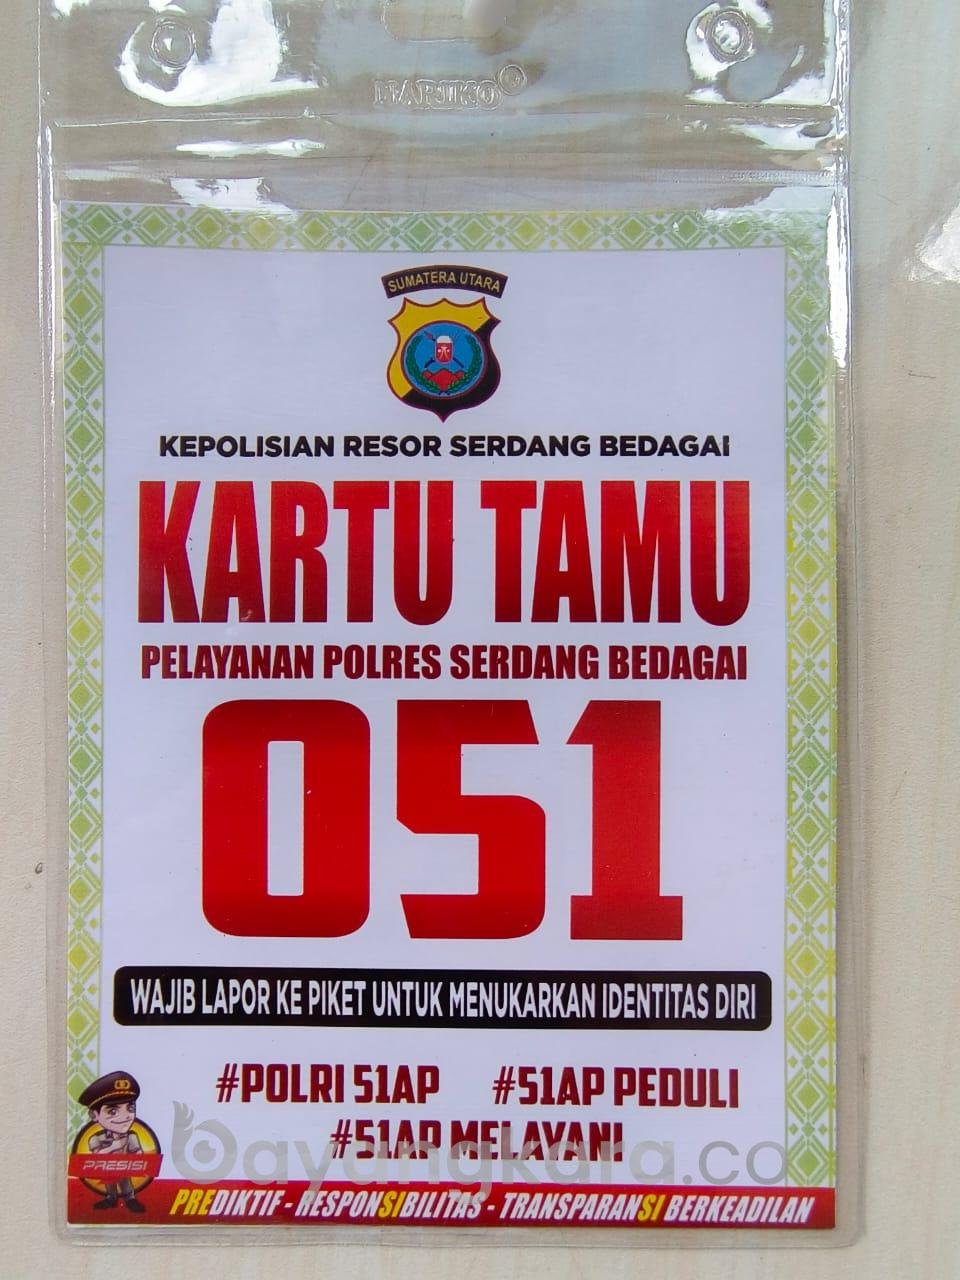 HARIKO
SUMATERA UTARA
KEPOLISIAN RESOR SERDANG BEDAGAI
KARTU TAMU
PELAYANAN POLRES SERDANG BEDAGAI
051
WAJIB LAPOR KE PIKET UNTUK MENUKARKAN IDENTITAS DIRI
#POLRI 51AP #51AP PEDULI
#51AP MELAYANI
bayangkara.co
PRESISI
PREDIKTIF - RESPONSIBILITAS - TRANSPARANSI BERKEADILAN